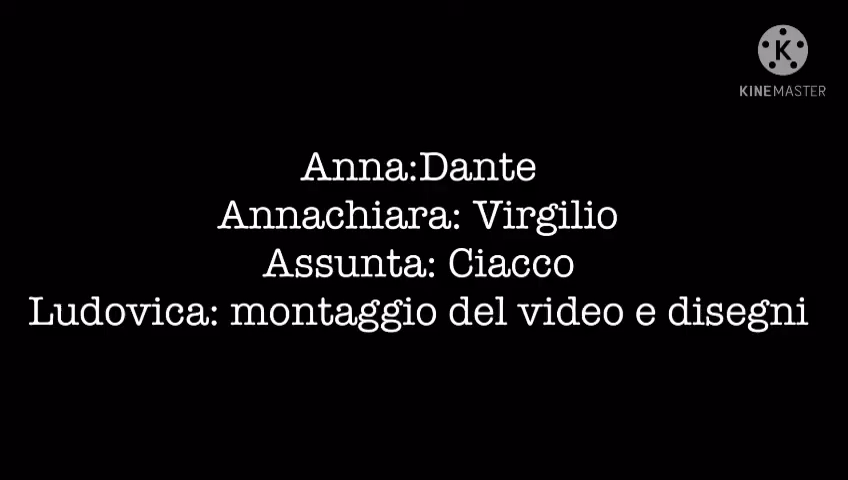 K
KINEMASTER
Anna:Dante
Annachiara: Virgilio
Assunta: Ciacco
Ludovica: montaggio del video e disegni